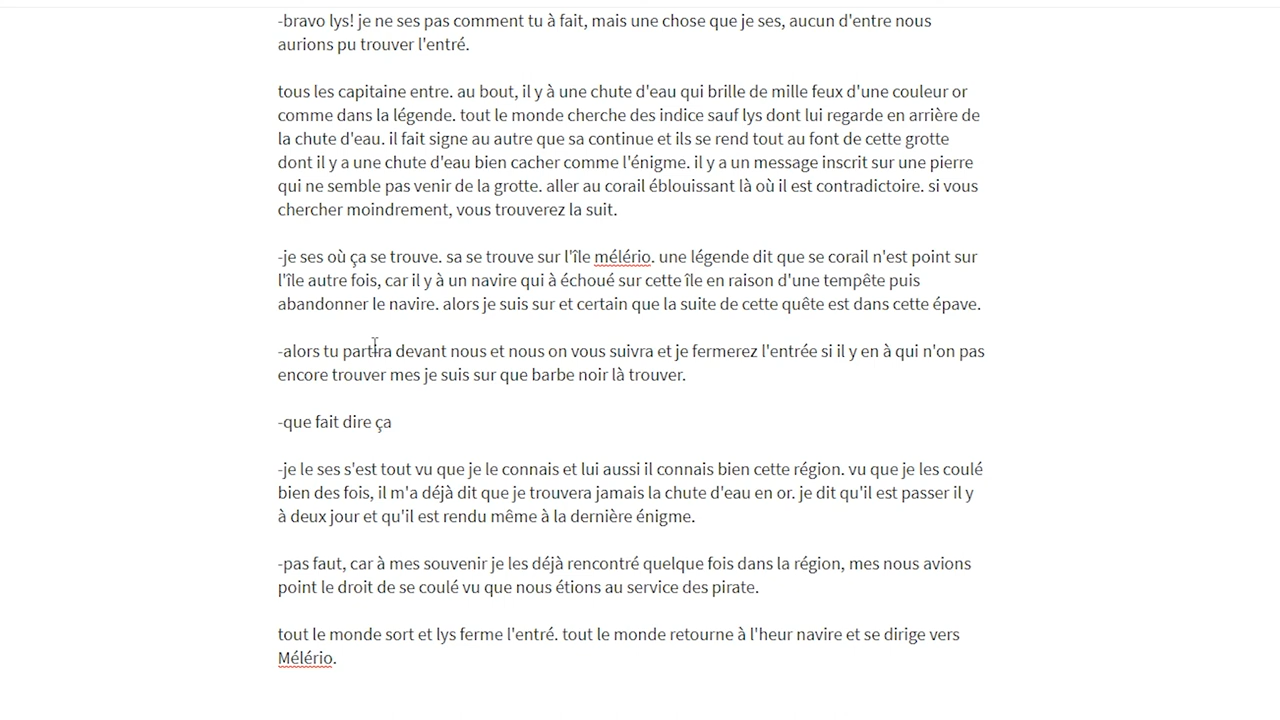 -bravo lys! je ne ses pas comment tu à fait, mais une chose que je ses, aucun d'entre nous
aurions pu trouver l'entré.
tous les capitaine entre. au bout, il y à une chute d'eau qui brille de mille feux d'une couleur or
comme dans la légende. tout le monde cherche des indice sauf lys dont lui regarde en arrière de
la chute d'eau. il fait signe au autre que sa continue et ils se rend tout au font de cette grotte
dont il y a une chute d'eau bien cacher comme l'énigme. il y a un message inscrit sur une pierre
qui ne semble pas venir de la grotte. aller au corail éblouissant là où il est contradictoire. si vous
chercher moindrement, vous trouverez la suit.
-je ses où ça se trouve. sa se trouve sur l'île mélério. une légende dit que se corail n'est point sur
l'île autre fois, car il y à un navire qui à échoué sur cette île en raison d'une tempête puis
abandonner le navire. alors je suis sur et certain que la suite de cette quête est dans cette épave.
-alors tu partira devant nous et nous on vous suivra et je fermerez l'entrée si il y en à qui n'on pas
encore trouver mes je suis sur que barbe noir là trouver.
-que fait dire ça
-je le ses s'est tout vu que je le connais et lui aussi il connais bien cette région. vu que je les coulé
bien des fois, il m'a déjà dit que je trouvera jamais la chute d'eau en or. je dit qu'il est passer il y
à deux jour et qu'il est rendu même à la dernière énigme.
-pas faut, car à mes souvenir je les déjà rencontré quelque fois dans la région, mes nous avions
point le droit de se coulé vu que nous étions au service des pirate.
tout le monde sort et lys ferme l'entré. tout le monde retourne à l'heur navire et se dirige vers
Mélério.